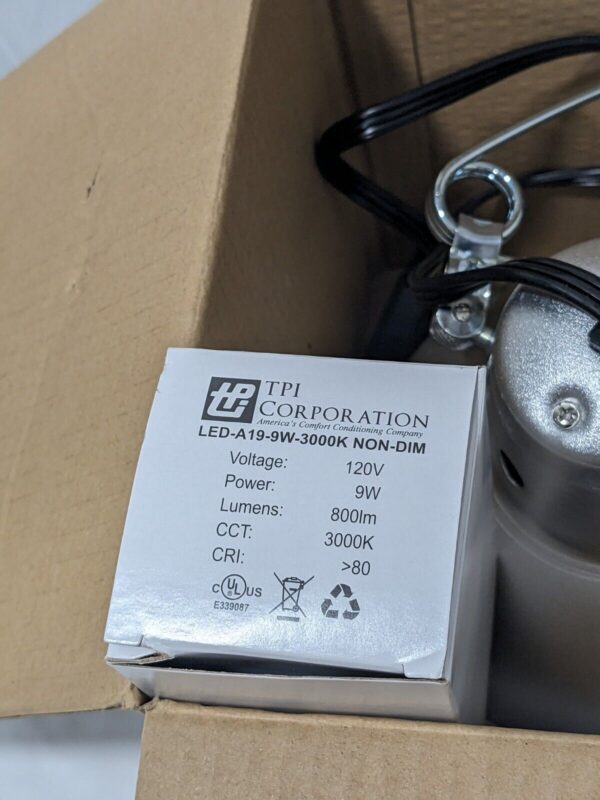 tpi
TPI
CORPORATION
America's Comfort Conditioning Company
LED-A19-9W-3000K NON-DIM
Voltage: 120V
Power: 9W
Lumens: 800lm
CCT: 3000K
CRI: >80
C UL US
E339087